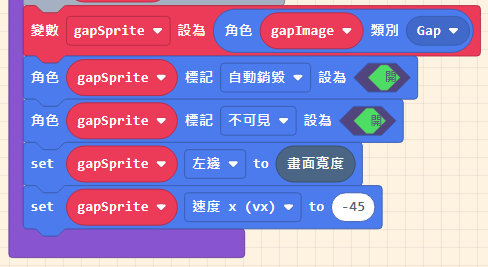 變數 gapSprite 設為 角色 gapImage 類別 Gap
角色 gapSprite 標記 自動銷毀 設為 開
角色 gapSprite 標記 不可見 設為 開
set gapSprite 左邊 to 畫面寬度
set gapSprite 速度 x (vx) to -45